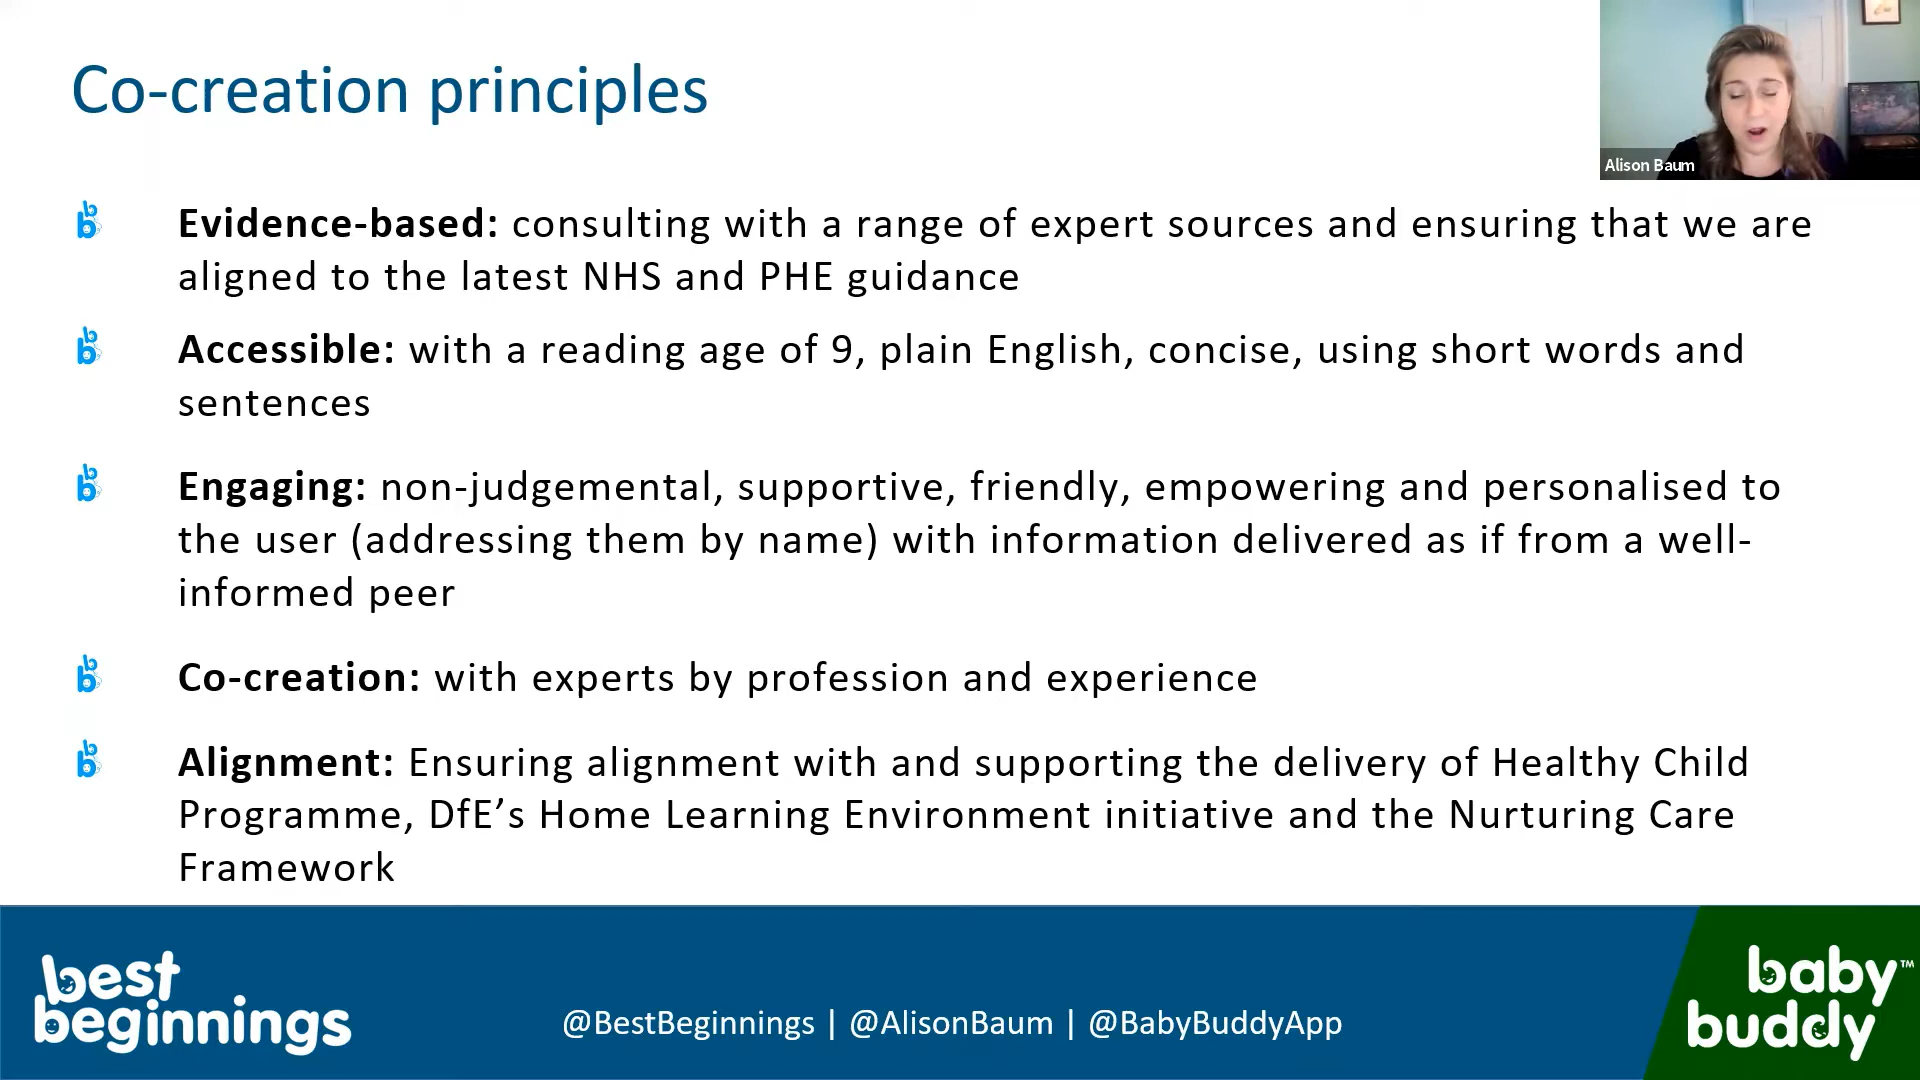 Co-creation principles
Alison Baum
Evidence-based: consulting with a range of expert sources and ensuring that we are
aligned to the latest NHS and PHE guidance
Accessible: with a reading age of 9, plain English, concise, using short words and
sentences
Engaging: non-judgemental, supportive, friendly, empowering and personalised to
the user (addressing them by name) with information delivered as if from a well-
informed peer
Co-creation: with experts by profession and experience
Alignment: Ensuring alignment with and supporting the delivery of Healthy Child
Programme, DfE’s Home Learning Environment initiative and the Nurturing Care
Framework
best
beginnings
@BestBeginnings | @AlisonBaum | @BabyBuddyApp
baby™
buddy